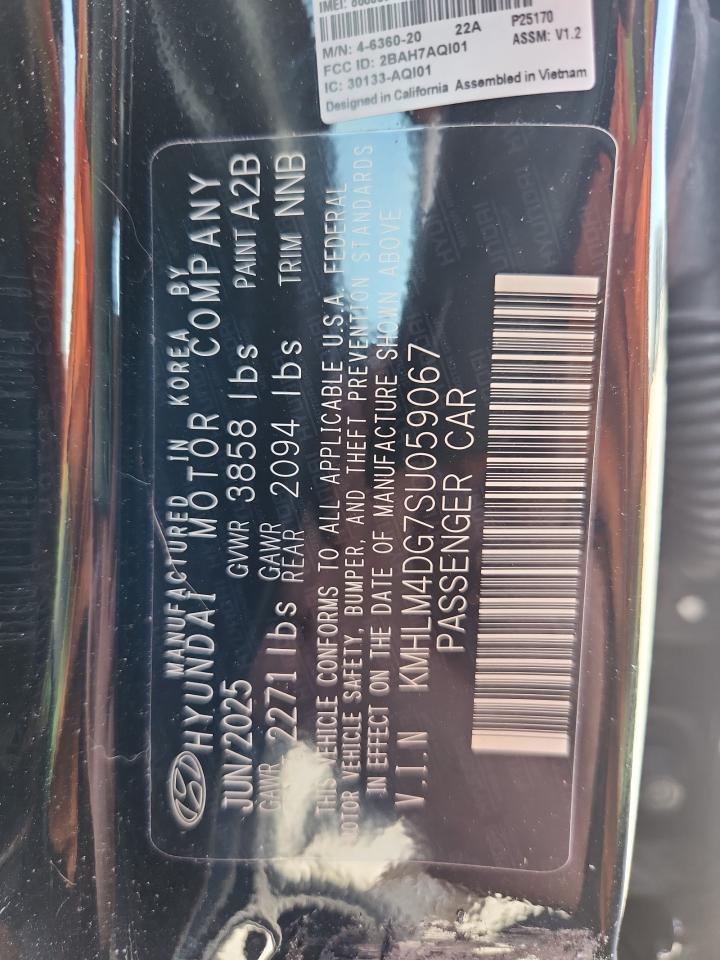 M/N: 4-6360-20 22A P25170
FCC ID: 2BAH7AQI01 ASSM: V1.2
IC: 30133-AQI01
Designed in California Assembled in Vietnam
MANUFACTURED IN KOREA BY
HYUNDAI MOTOR COMPANY
JUN/2025 GVWR 3858 lbs PAINT A2B
GAWR 2271 lbs GAWR REAR 2094 lbs TRIM NNB
THIS VEHICLE CONFORMS TO ALL APPLICABLE U.S.A. FEDERAL
MOTOR VEHICLE SAFETY, BUMPER, AND THEFT PREVENTION STANDARDS
IN EFFECT ON THE DATE OF MANUFACTURE SHOWN ABOVE
V.I.N KMHLM4DG7SU059067
PASSENGER CAR